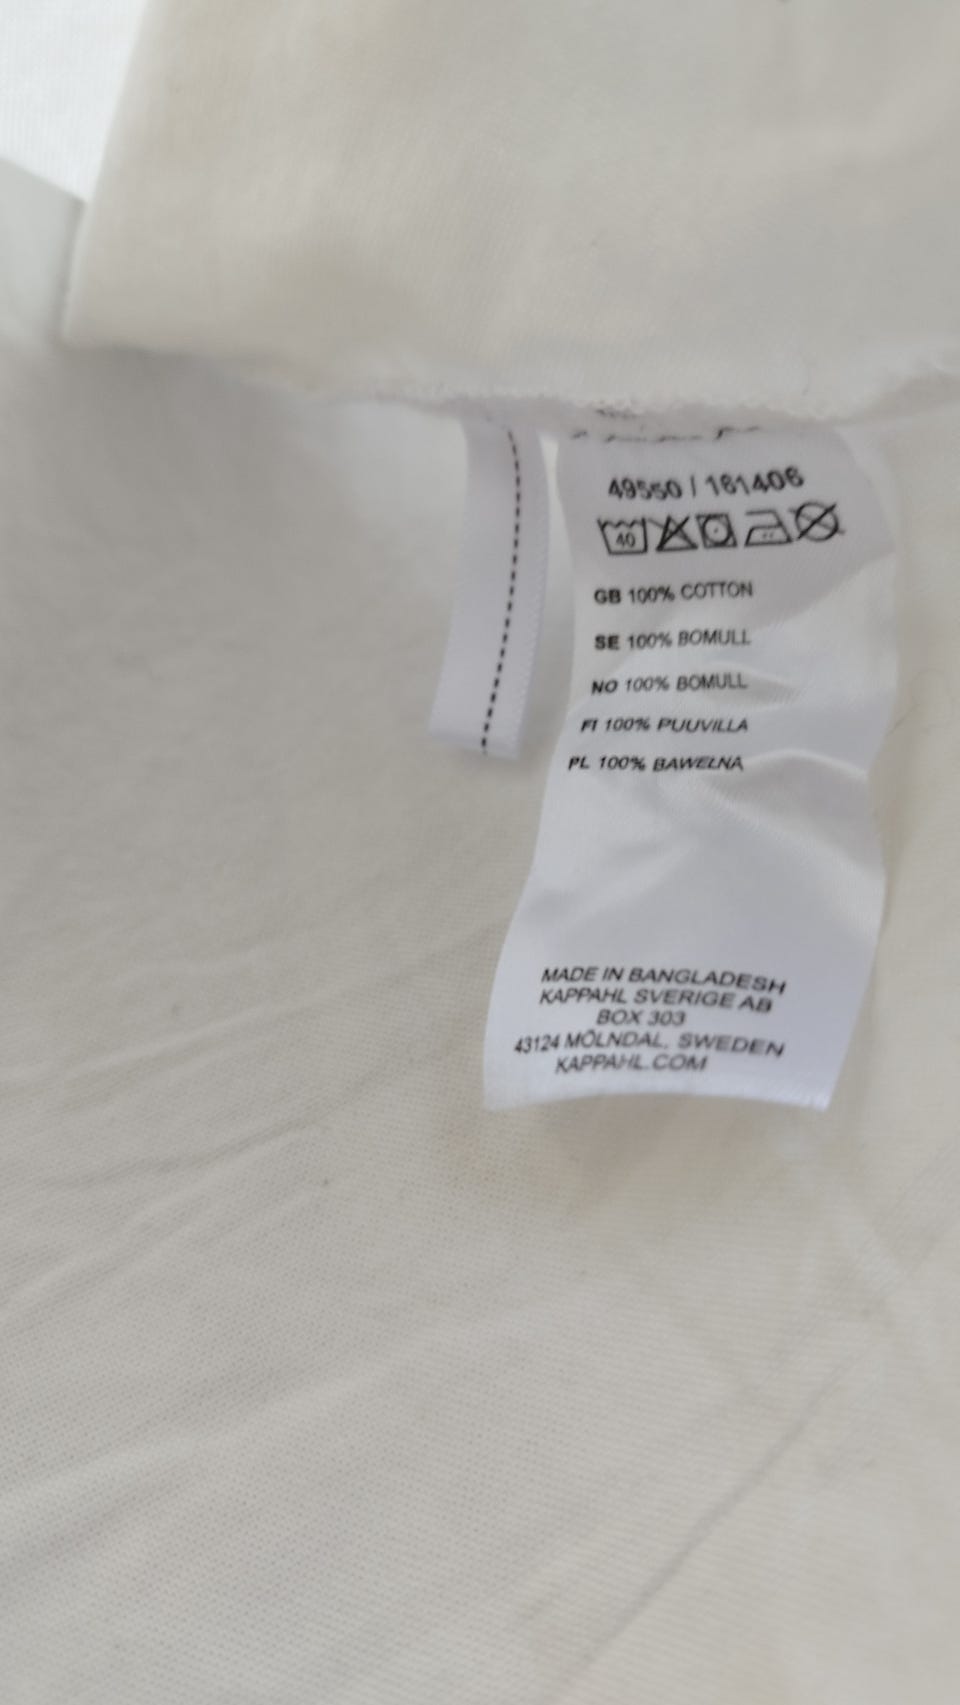 49550 / 161406
40
GB 100% COTTON
SE 100% BOMULL
NO 100% BOMULL
FI 100% PUUVILLA
PL 100% BAWEŁNA
MADE IN BANGLADESH
KAPPAHL SVERIGE AB
BOX 303
43124 MÖLNDAL, SWEDEN
KAPPAHL.COM